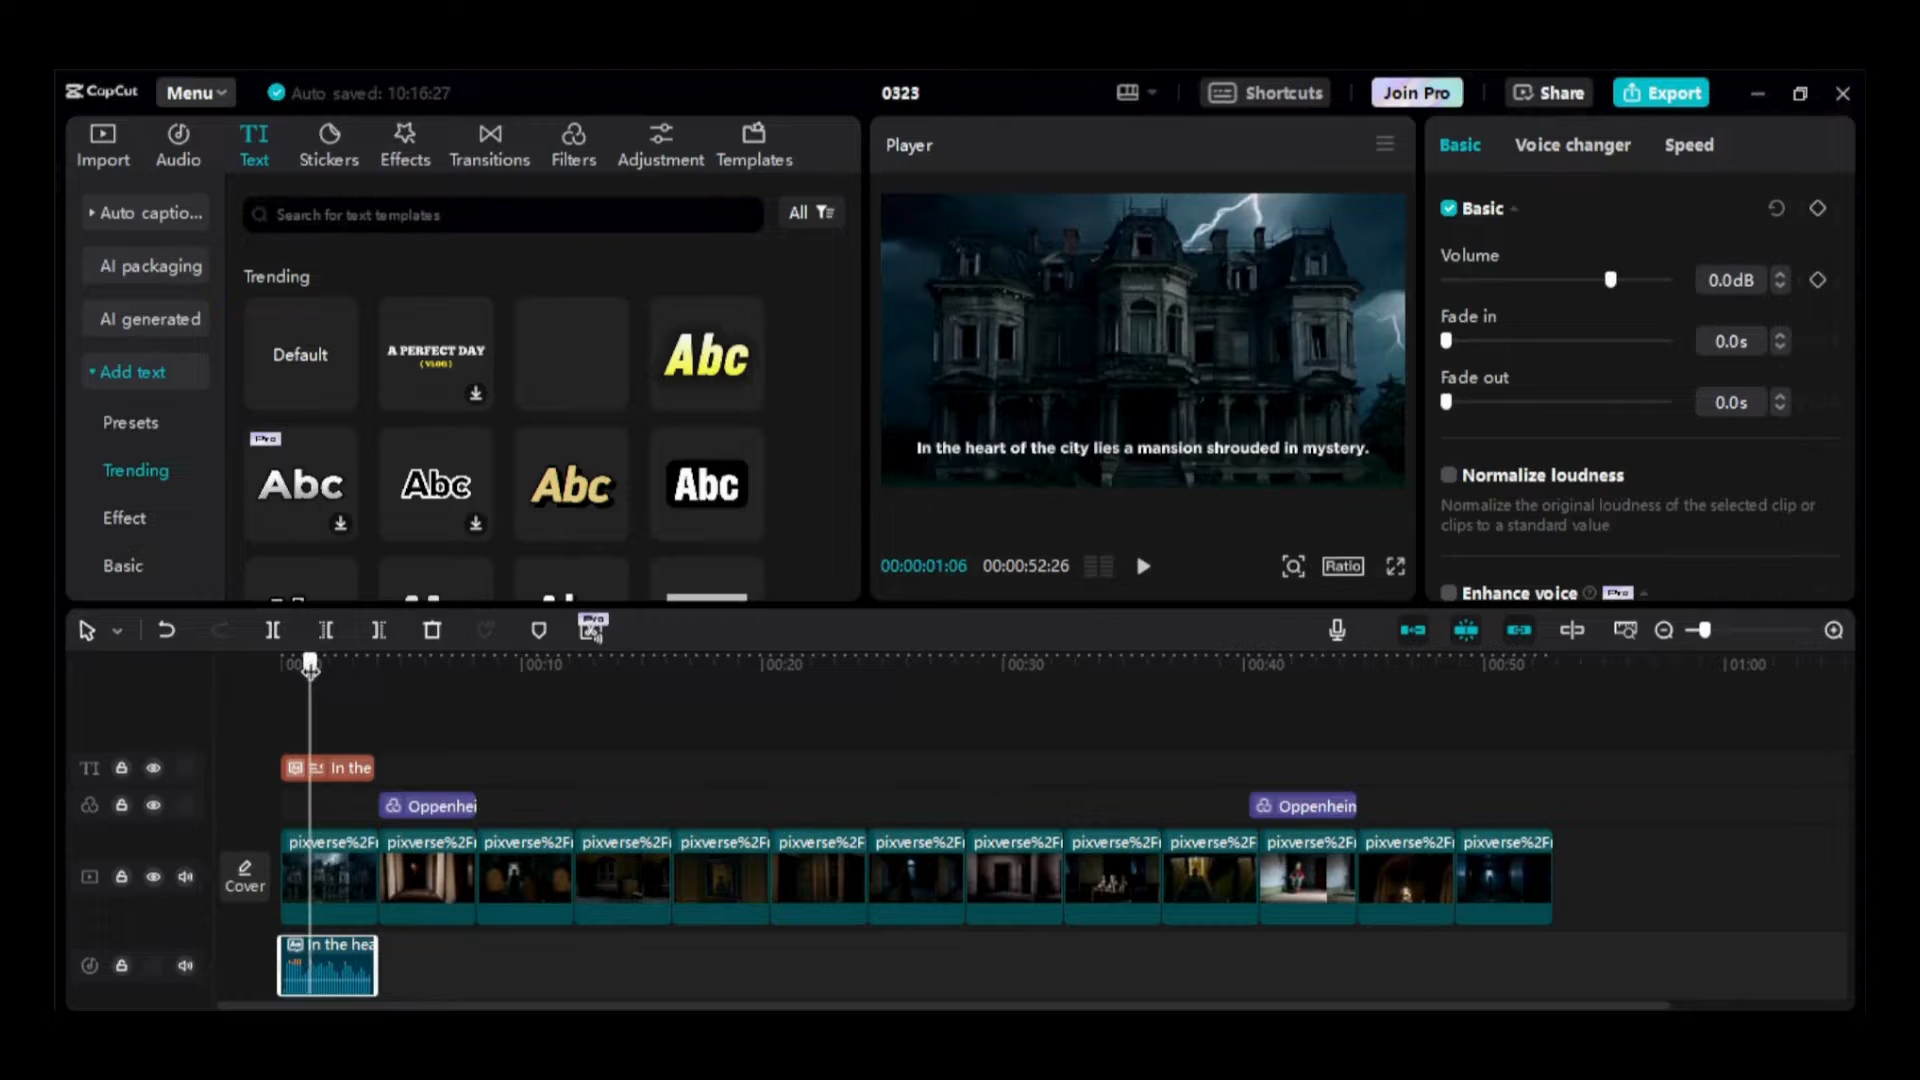 CapCut
Menu
Auto saved: 10:16:27
0323
Shortcuts
Join Pro
Share
Export
Import
Audio
TI
Text
Stickers
Effects
Transitions
Filters
Adjustment
Templates
Auto captio...
AI packaging
AI generated
Add text
Presets
Trending
Effect
Basic
Search for text templates
All
Trending
Default
A PERFECT DAY
(VLOG)
Abc
Pro
Abc
Abc
Abc
Abc
Player
In the heart of the city lies a mansion shrouded in mystery.
00:00:01:06
00:00:52:26
Ratio
Basic
Voice changer
Speed
Basic
Volume
0.0dB
Fade in
0.0s
Fade out
0.0s
Normalize loudness
Normalize the original loudness of the selected clip or
clips to a standard value
Enhance voice
Pro
Pro
00:10
00:20
00:30
00:40
00:50
01:00
TI
In the
Oppenhei
Oppenhein
Cover
pixverse%2Fi
pixverse%2Fi
pixverse%2Fi
pixverse%2Fi
pixverse%2Fi
pixverse%2F
pixverse%2Fi
pixverse%2Fi
pixverse%2Fi
pixverse%2F
pixverse%2Fi
pixverse%2Fi
pixverse%2Fi
In the hea